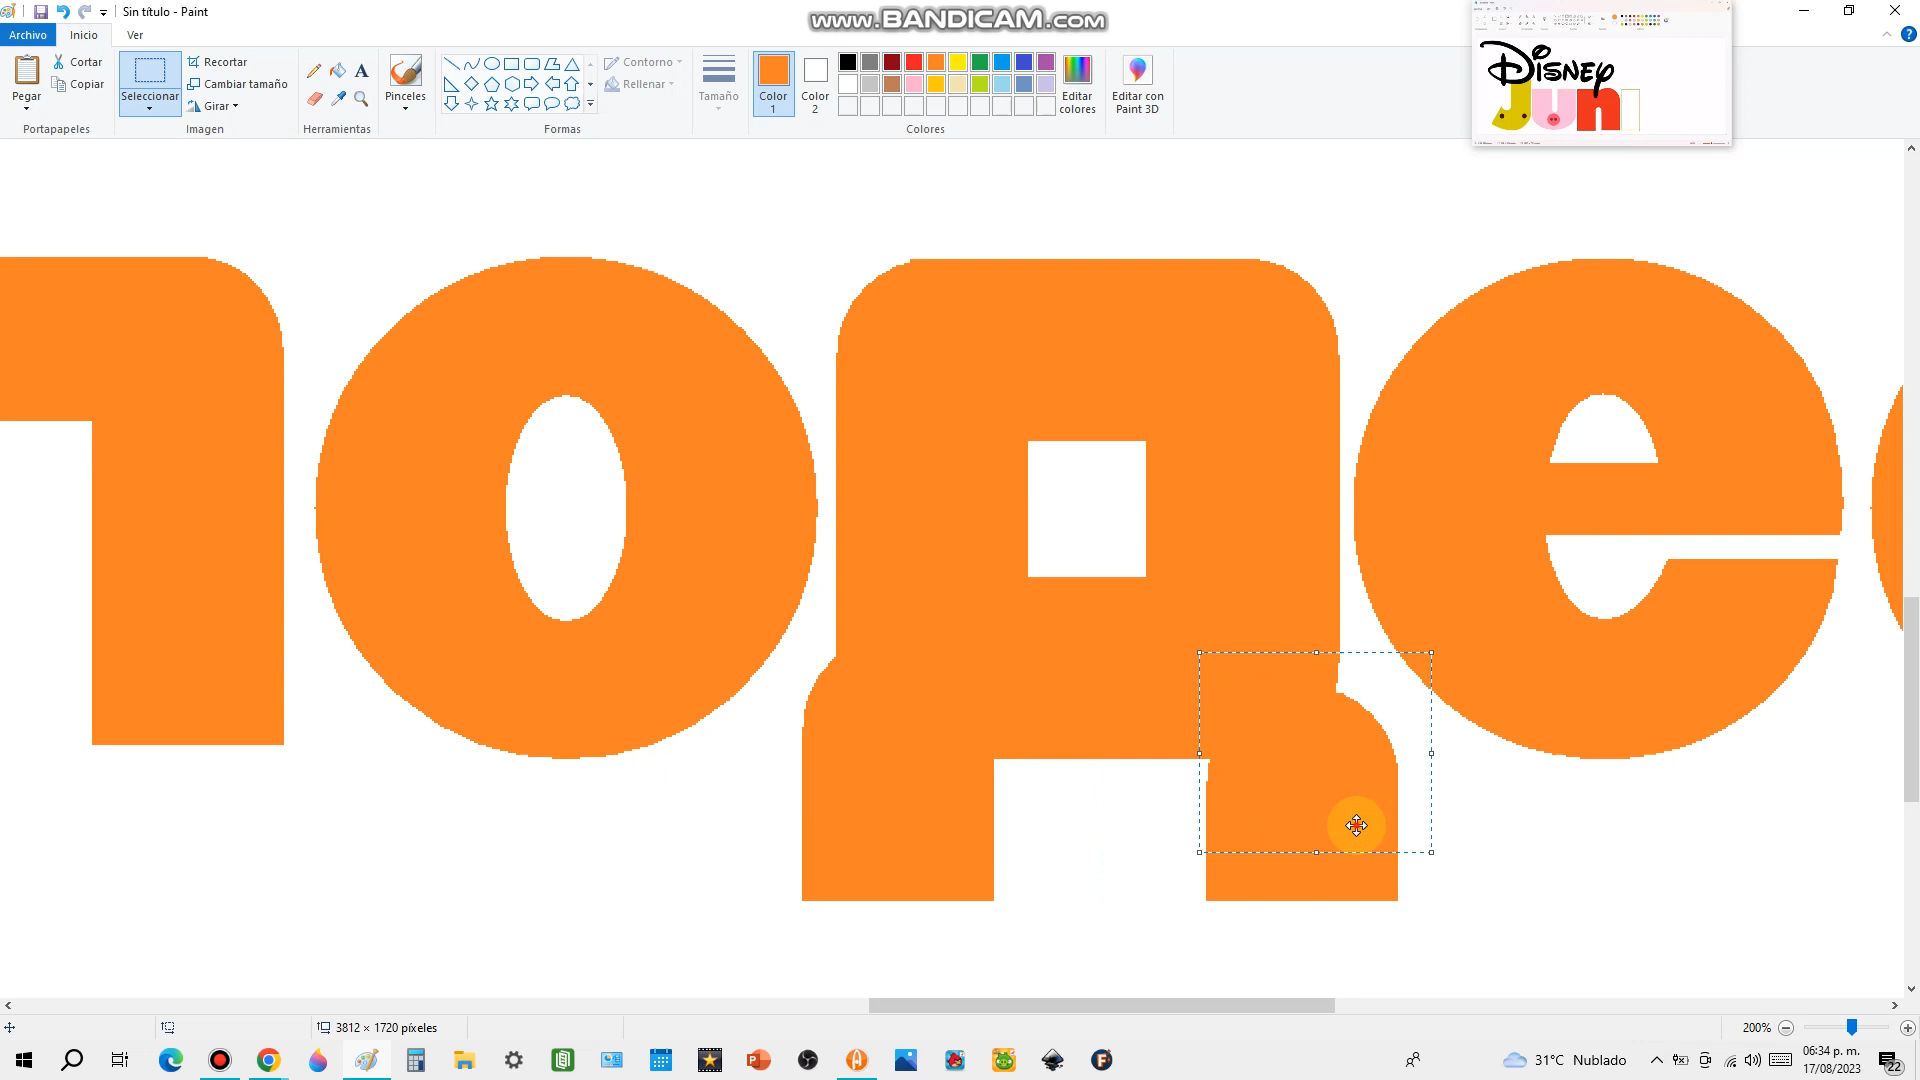 Sin título - Paint
www.BANDICAM.com
Archivo
Inicio
Ver
Pegar
Cortar
Copiar
Portapapeles
Seleccionar
Recortar
Cambiar tamaño
Girar
Imagen
Herramientas
Pinceles
Contorno
Rellenar
Formas
Tamaño
Color 1
Color 2
Editar colores
Colores
Editar con Paint 3D
Disney
Jun
оде
3812 × 1720 píxeles
200%
31°C Nublado
06:34 p. m.
17/08/2023
22